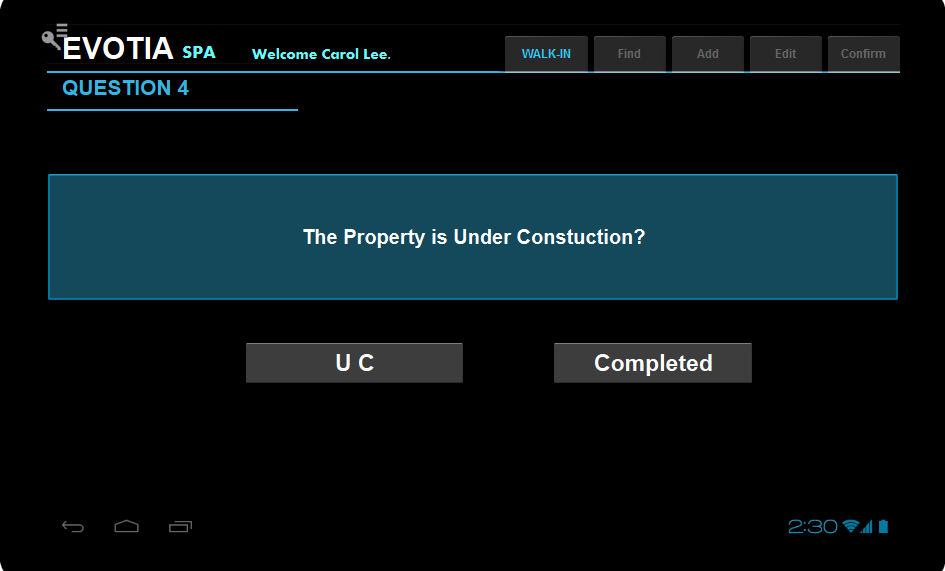 EVOTIA SPA Welcome Carol Lee. WALK-IN Find Add Edit Confirm
QUESTION 4
The Property is Under Constuction?
U C Completed
2:30